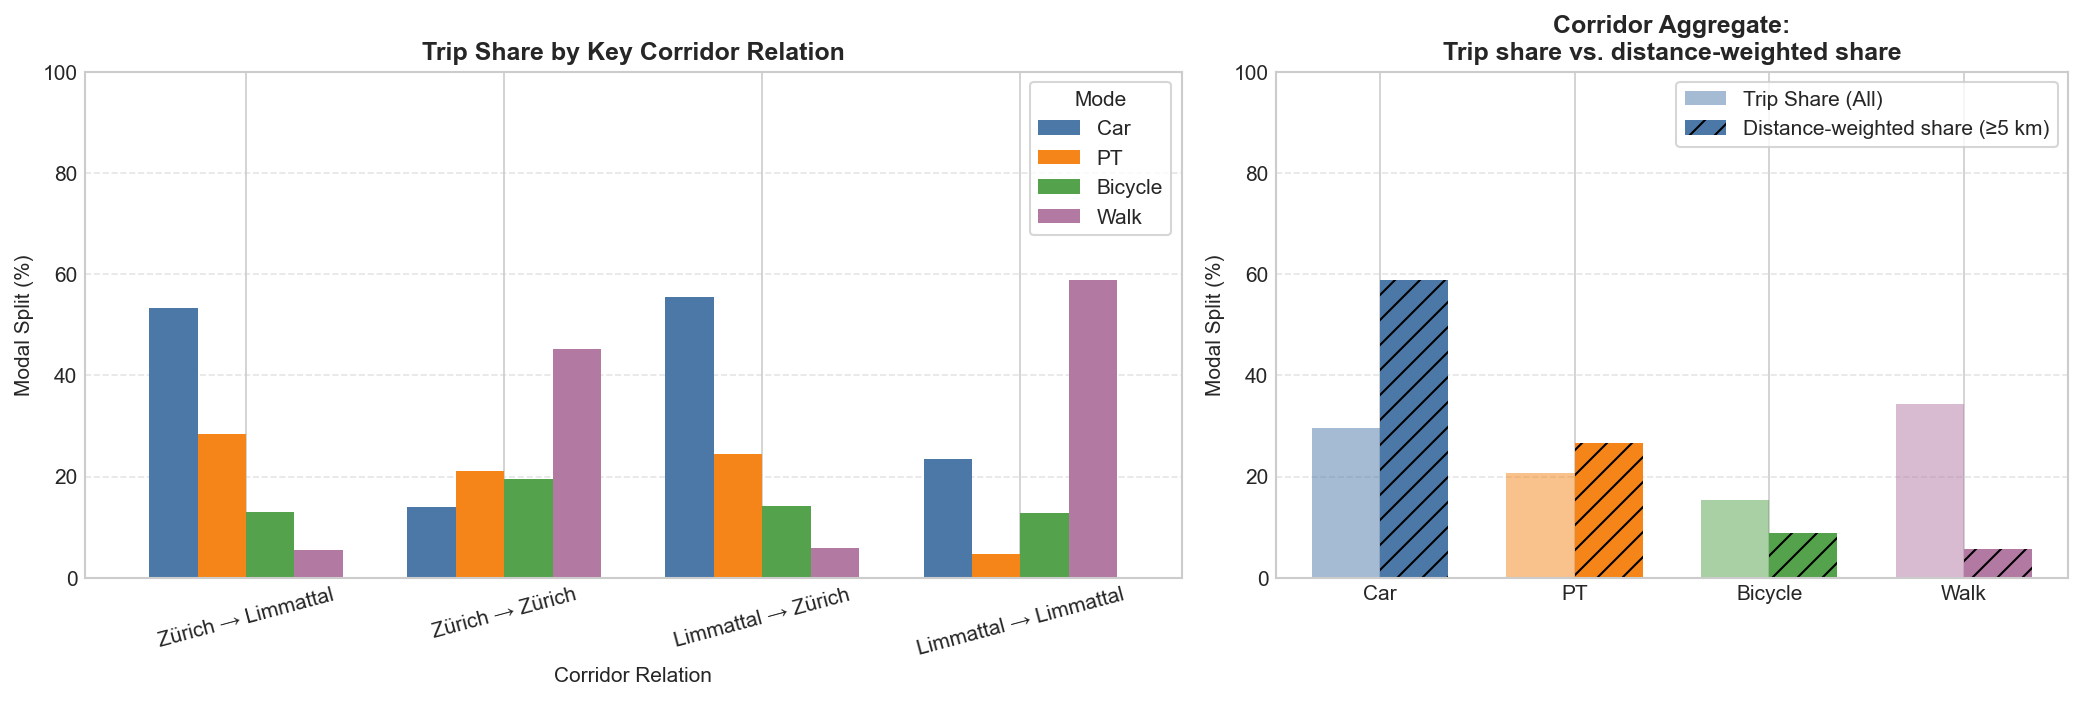 Trip Share by Key Corridor Relation
Modal Split (%)
100
80
60
40
20
0
Mode
Car
PT
Bicycle
Walk
Zürich → Limmattal
Zürich → Zürich
Limmattal → Zürich
Limmattal → Limmattal
Corridor Relation
Corridor Aggregate:
Trip share vs. distance-weighted share
Modal Split (%)
100
80
60
40
20
0
Trip Share (All)
Distance-weighted share (≥5 km)
Car
PT
Bicycle
Walk